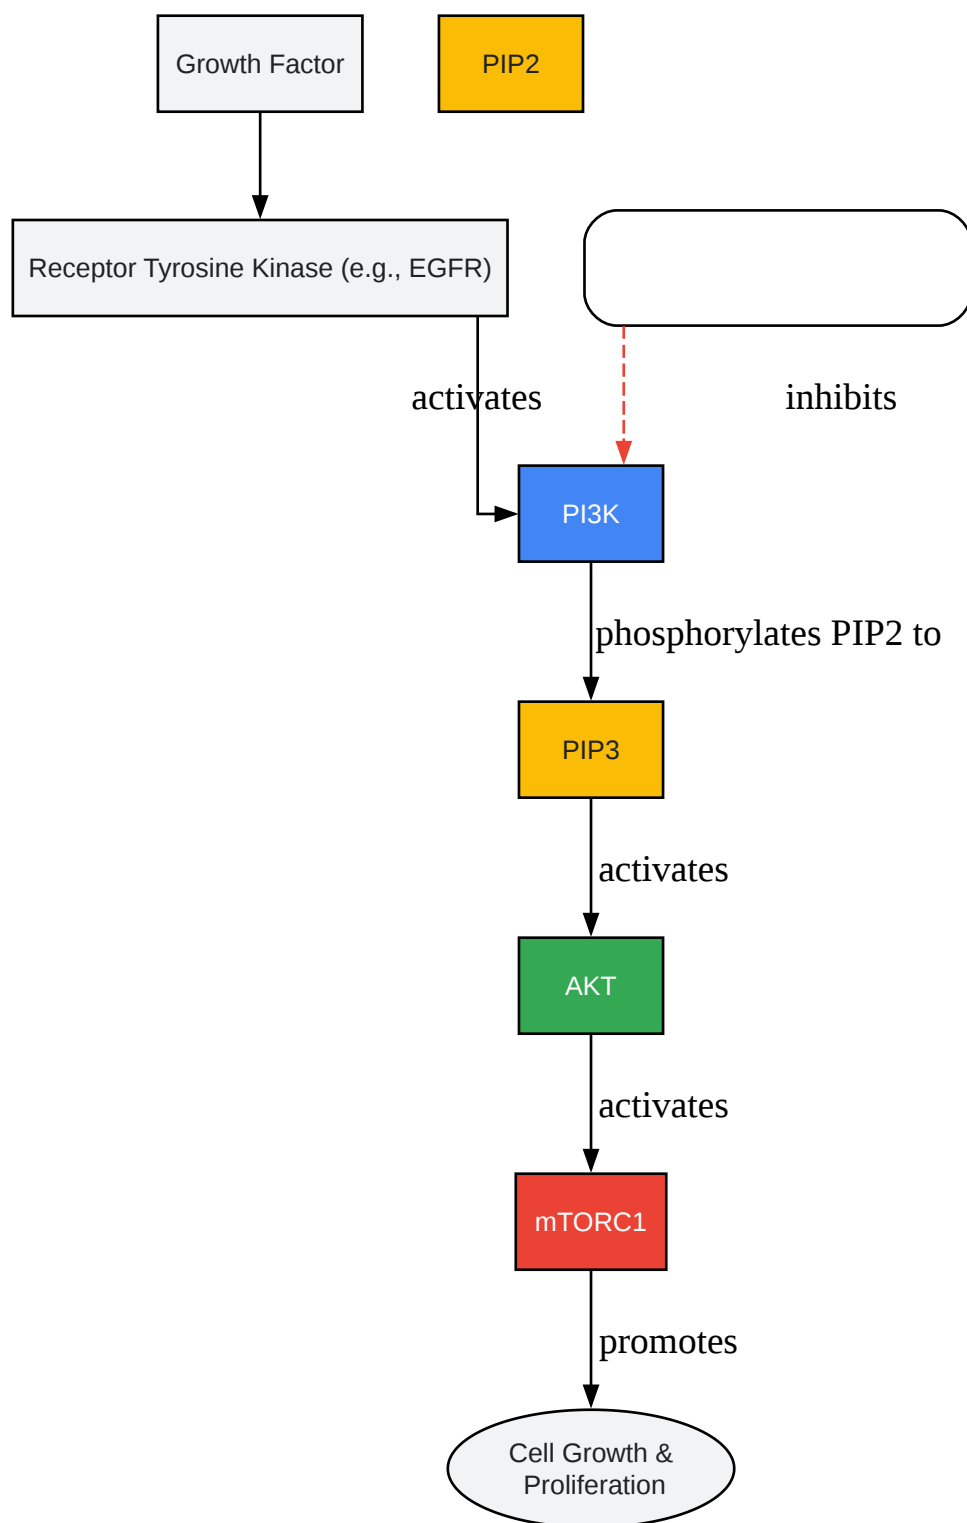 Growth Factor
PIP2
Receptor Tyrosine Kinase (e.g., EGFR)
activates
inhibits
PI3K
phosphorylates PIP2 to
PIP3
activates
AKT
activates
mTORC1
promotes
Cell Growth &
Proliferation